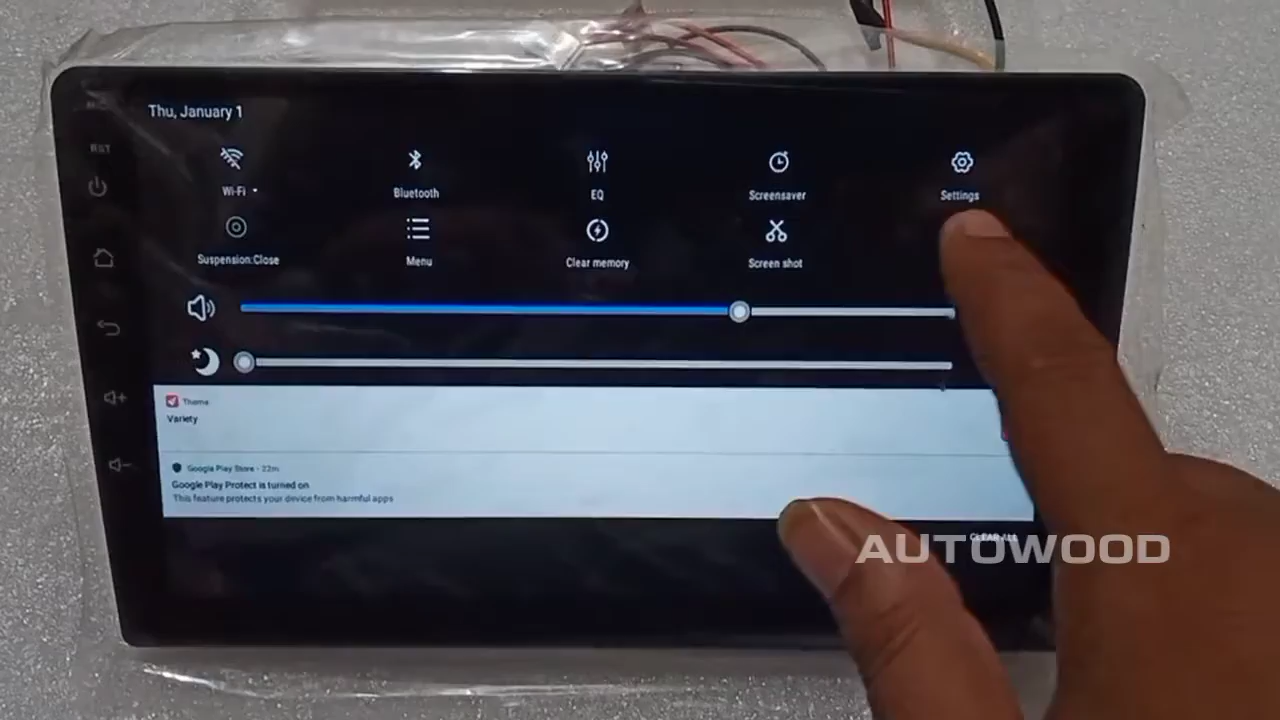 Thu, January 1
RST
Wi-Fi
Bluetooth
EQ
Screensaver
Settings
Suspension:Close
Menu
Clear memory
Screen shot
Theme
Variety
Google Play Store • 22m
Google Play Protect is turned on
This feature protects your device from harmful apps
CLEAR ALL
AUTOWOOD